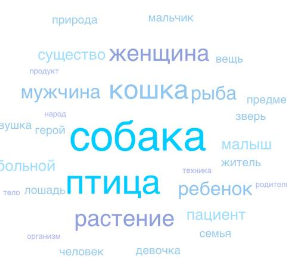 природа мальчик
существо женщина вещь
продукт
мужчина кошка рыба предме
зверь
вушка народ герой
собака малыш
больной житель
техника
тело лошадь птица ребенок родители
растение пациент
семья
организм
человек девочка